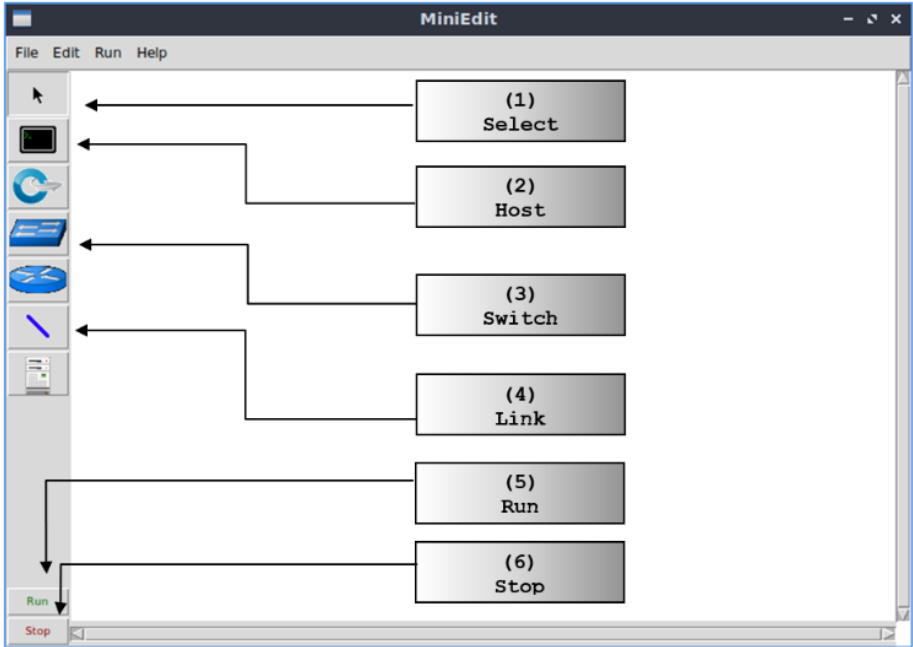 MiniEdit
File Edit Run Help
(1)
Select
(2)
Host
(3)
Switch
(4)
Link
(5)
Run
(6)
Stop
Run
Stop